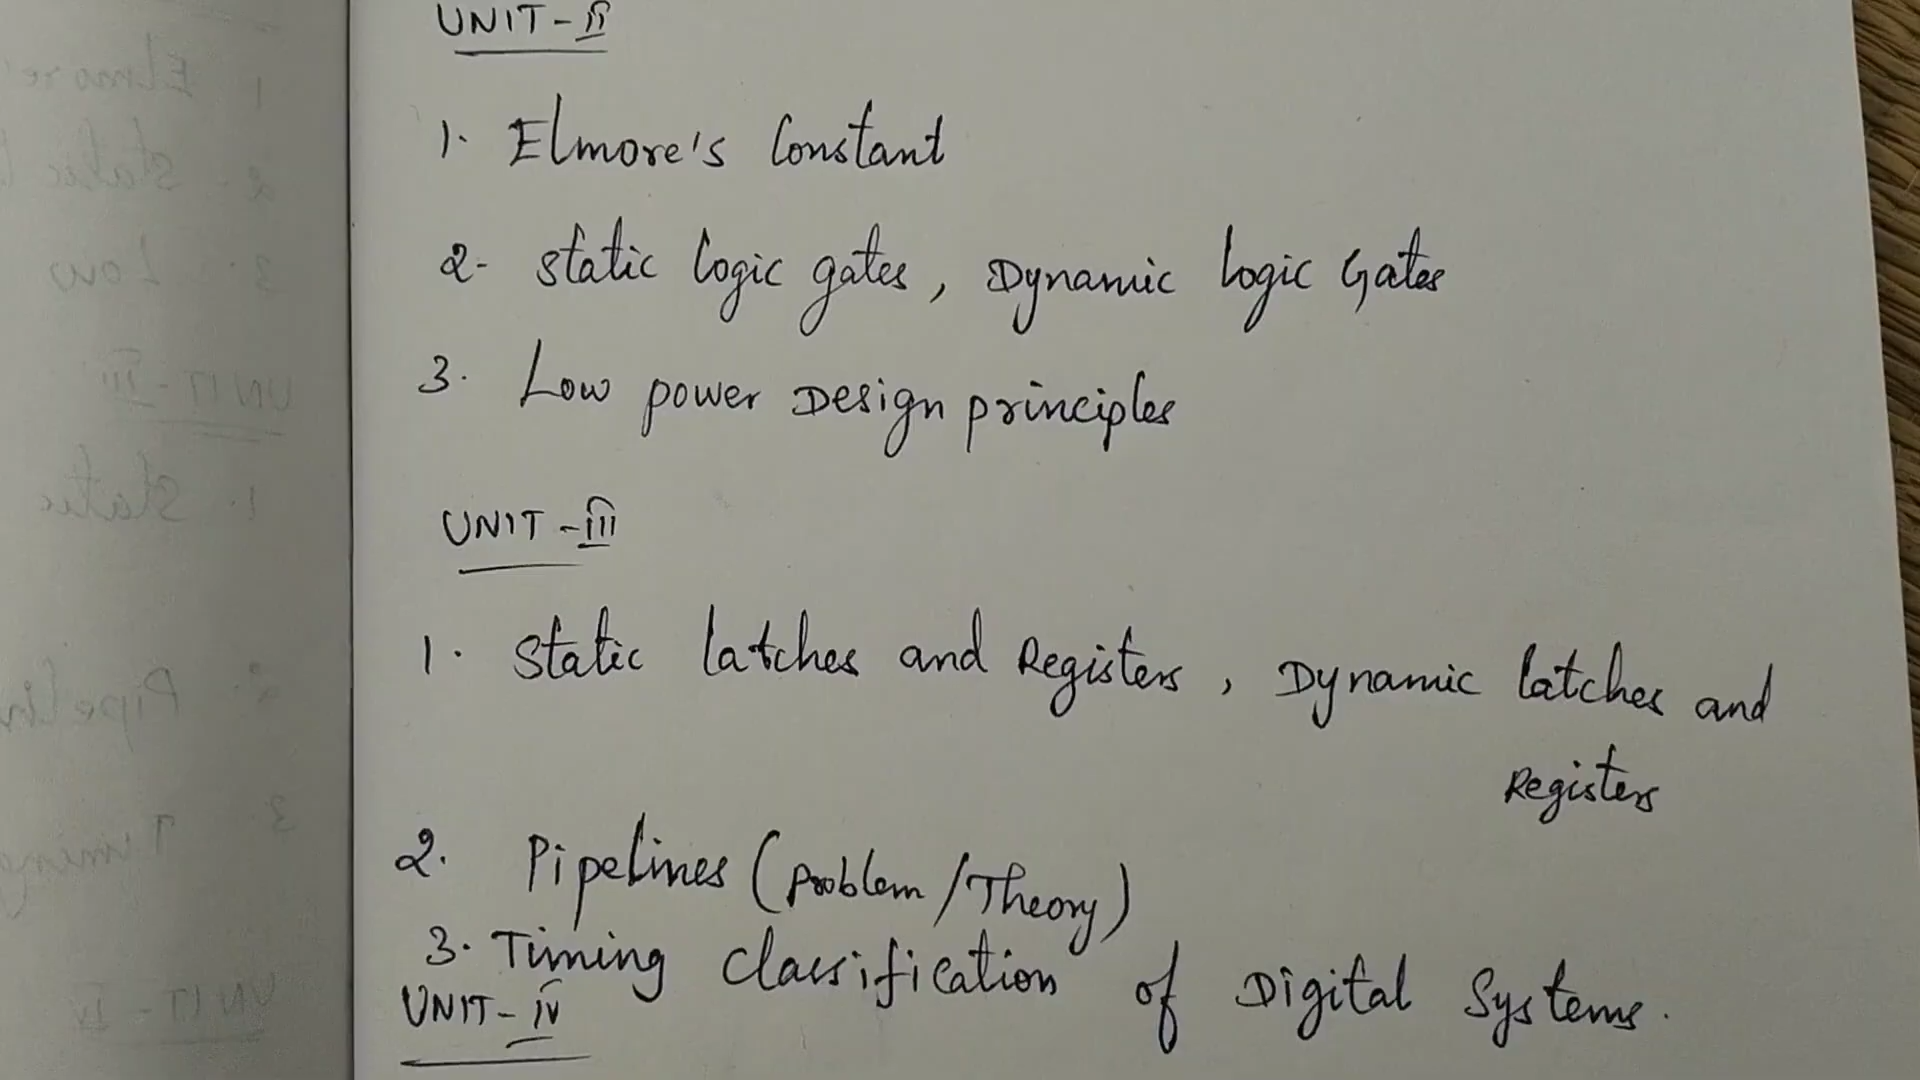 UNIT-II
1. Elmore's Constant
2- Static logic gates, Dynamic logic Gates
3. Low power Design principles
UNIT-III
1. Static latches and Registers, Dynamic latches and
Registers
2. Pipelines (Problem/Theory)
3. Timing classification of Digital Systems.
UNIT-IV